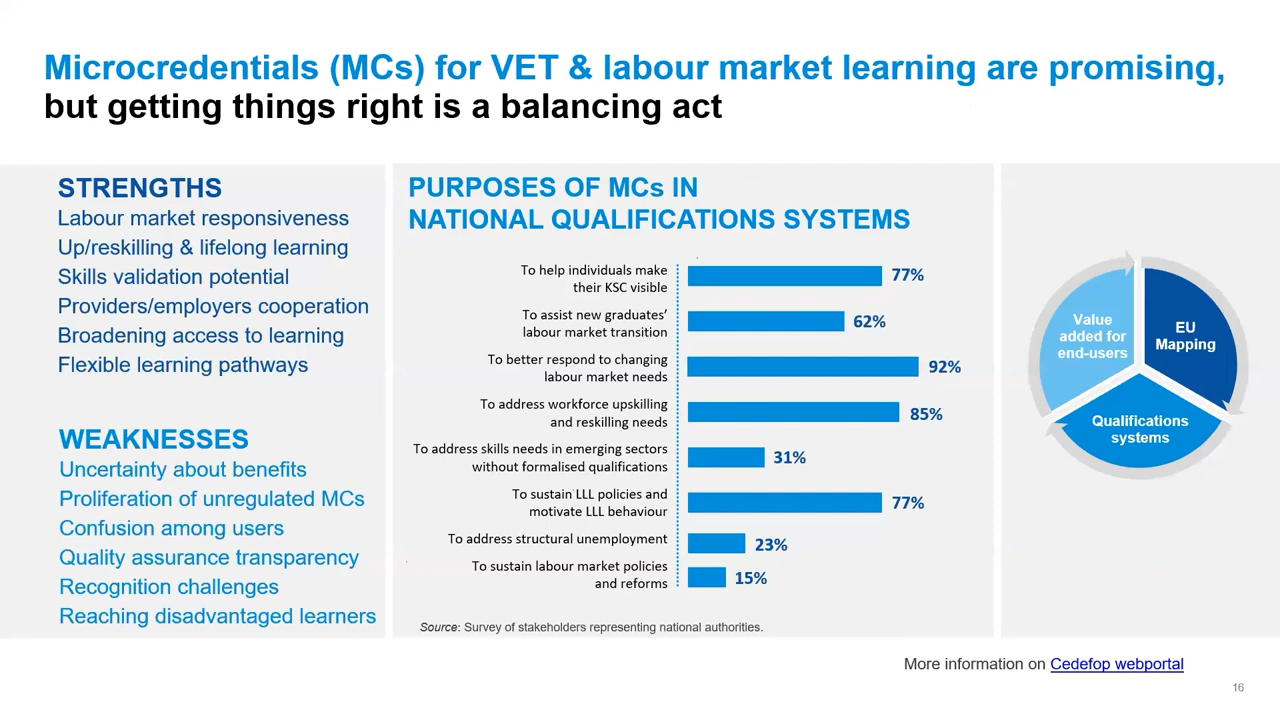 Microcredentials (MCs) for VET & labour market learning are promising,
but getting things right is a balancing act
STRENGTHS
Labour market responsiveness
Up/reskilling & lifelong learning
Skills validation potential
Providers/employers cooperation
Broadening access to learning
Flexible learning pathways
WEAKNESSES
Uncertainty about benefits
Proliferation of unregulated MCs
Confusion among users
Quality assurance transparency
Recognition challenges
Reaching disadvantaged learners
PURPOSES OF MCs IN
NATIONAL QUALIFICATIONS SYSTEMS
To help individuals make
their KSC visible
77%
To assist new graduates’
labour market transition
62%
To better respond to changing
labour market needs
92%
To address workforce upskilling
and reskilling needs
85%
To address skills needs in emerging sectors
without formalised qualifications
31%
To sustain LLL policies and
motivate LLL behaviour
77%
To address structural unemployment
23%
To sustain labour market policies
and reforms
15%
Source: Survey of stakeholders representing national authorities.
Value
added for
end-users
EU
Mapping
Qualifications
systems
More information on Cedefop webportal
16